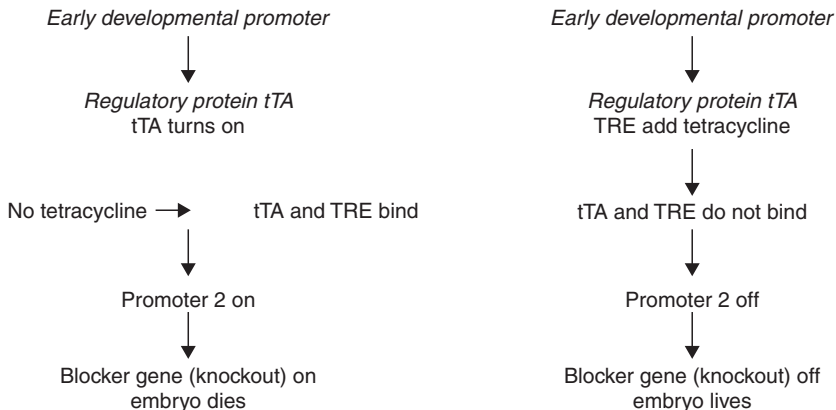 Early developmental promoter
Regulatory protein tTA
tTA turns on
No tetracycline
tTA and TRE bind
Promoter 2 on
Blocker gene (knockout) on
embryo dies
Early developmental promoter
Regulatory protein tTA
TRE add tetracycline
tTA and TRE do not bind
Promoter 2 off
Blocker gene (knockout) off
embryo lives